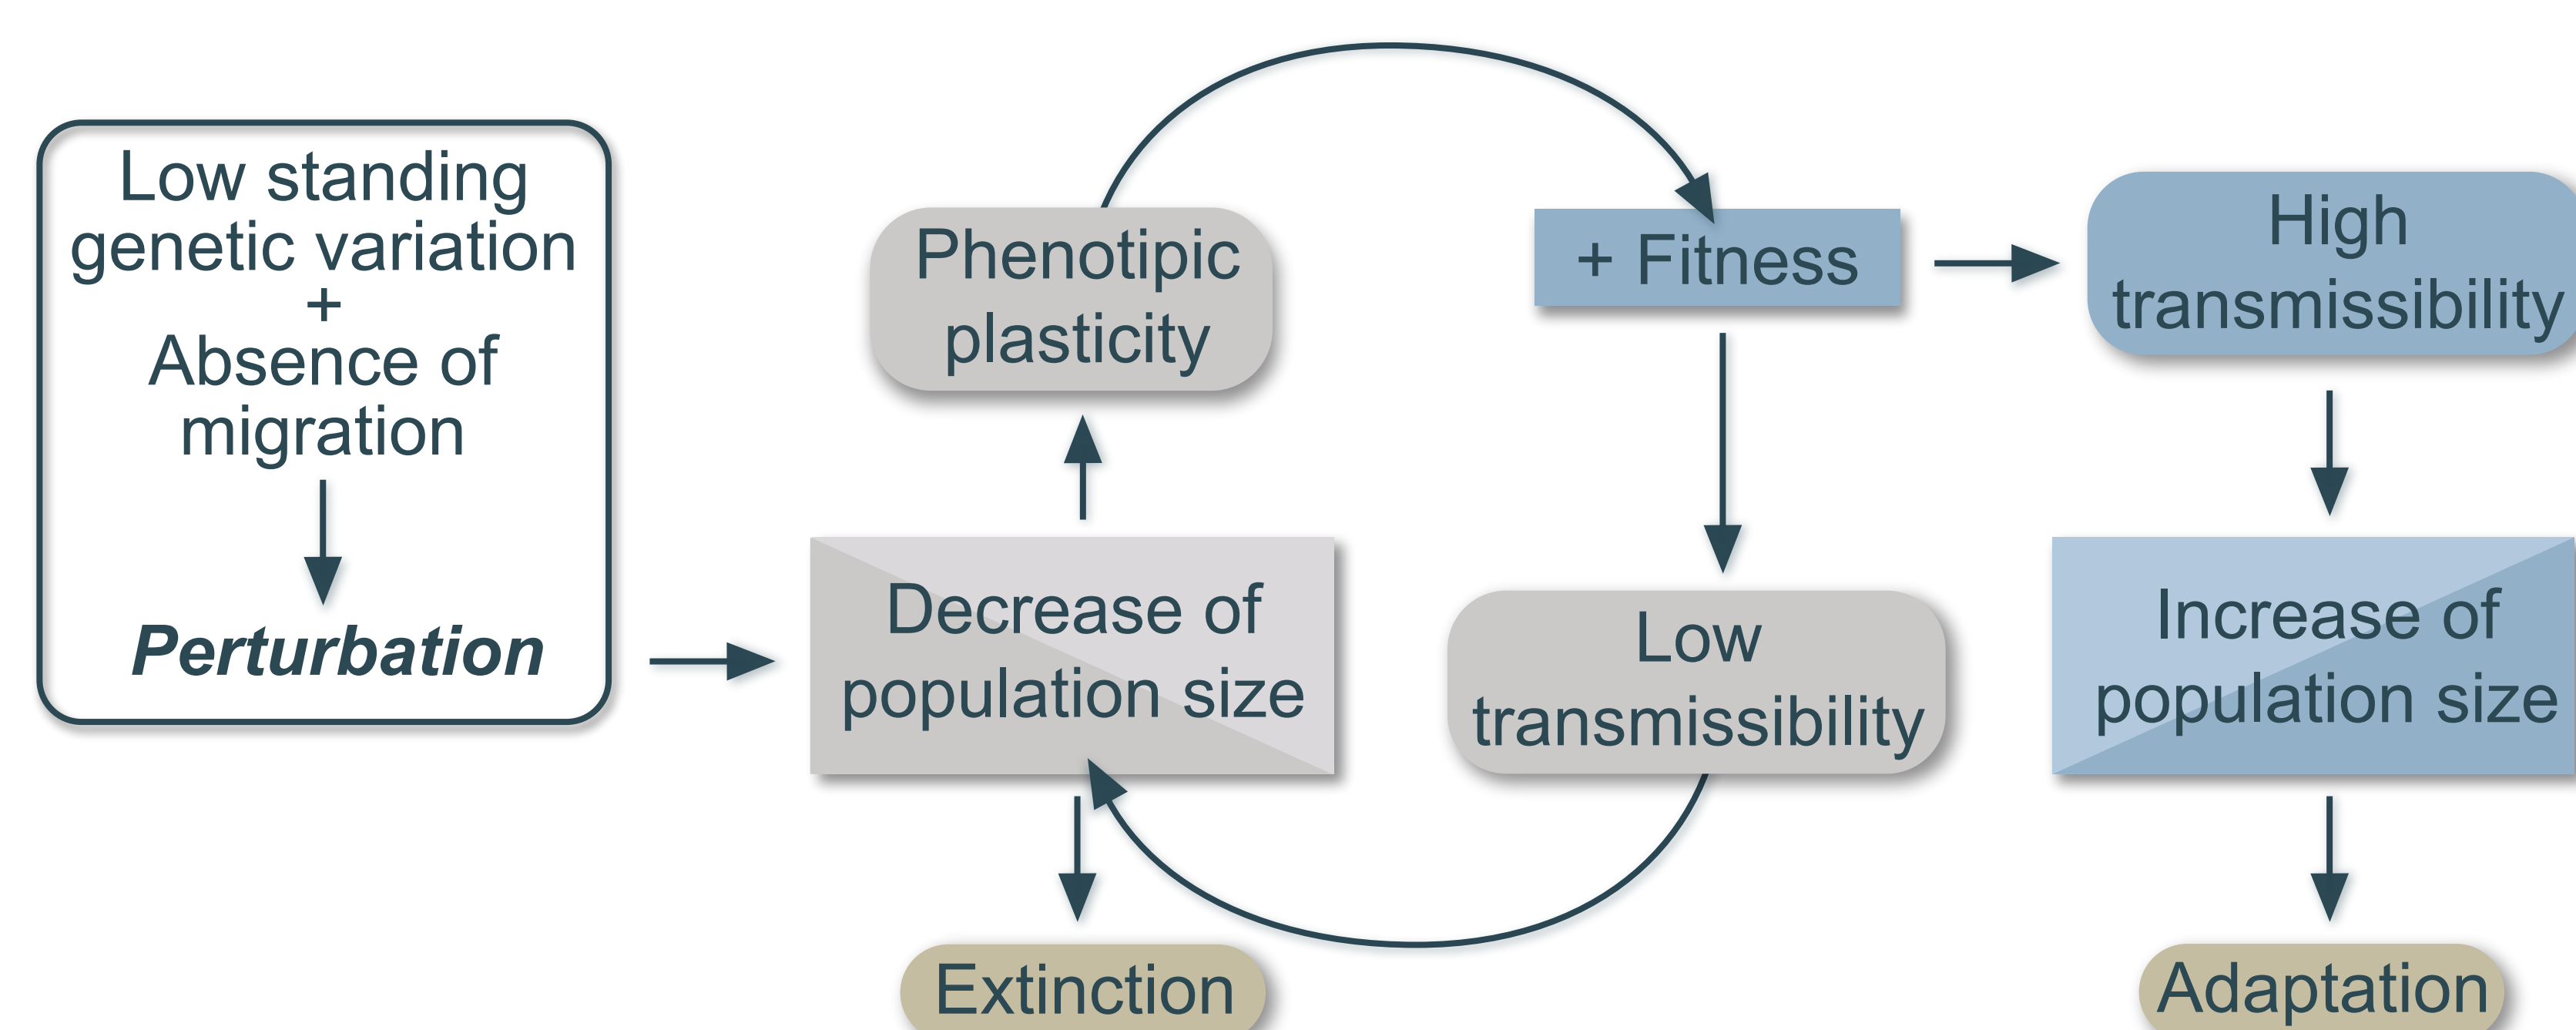 Low standing
genetic variation
+
Absence of
migration
Perturbation
Phenotipic
plasticity
Decrease of
population size
Extinction
+ Fitness
Low
transmissibility
High
transmissibility
Increase of
population size
Adaptation